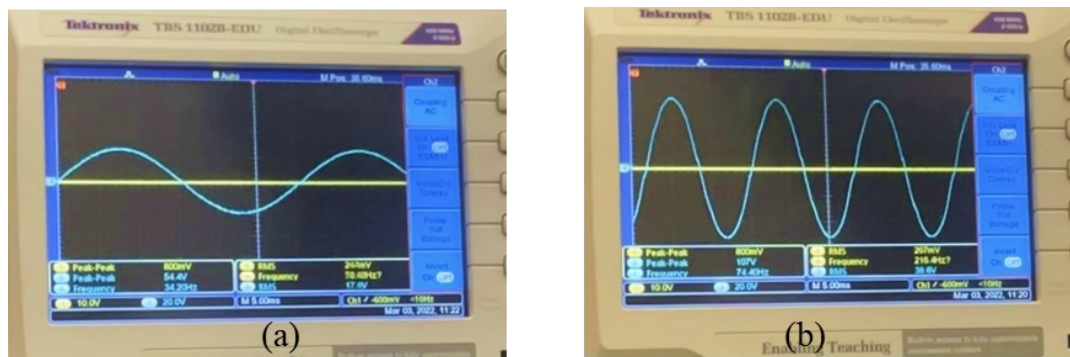 Tektronix TBS 1102B-EDU Digital Oscilloscope
Auto M Pos: 35.60ms Ch2
Coupling
AC
Off
Volts/Div
Coarse
Probe
10X
Voltage
Invert
On Off
Peak-Peak 800mV
Peak-Peak 54.4V
Frequency 34.20Hz
RMS
Frequency
RMS
10.0V 20.0V M 5.00ms Ch1 -600mV <10Hz
Mar 03, 2022, 11:22
(a)
Tektronix TBS 1102B-EDU Digital Oscilloscope
Auto M Pos: 35.60ms Ch2
Coupling
AC
Off
Volts/Div
Coarse
Probe
10X
Voltage
Invert
On Off
Peak-Peak 800mV
Peak-Peak 107V
Frequency 74.40Hz
RMS 267mV
Frequency 216.4Hz?
RMS 38.6V
10.0V 20.0V M 5.00ms Ch1 -600mV <10Hz
Mar 03, 2022, 11:20
Enabling Teaching
(b)